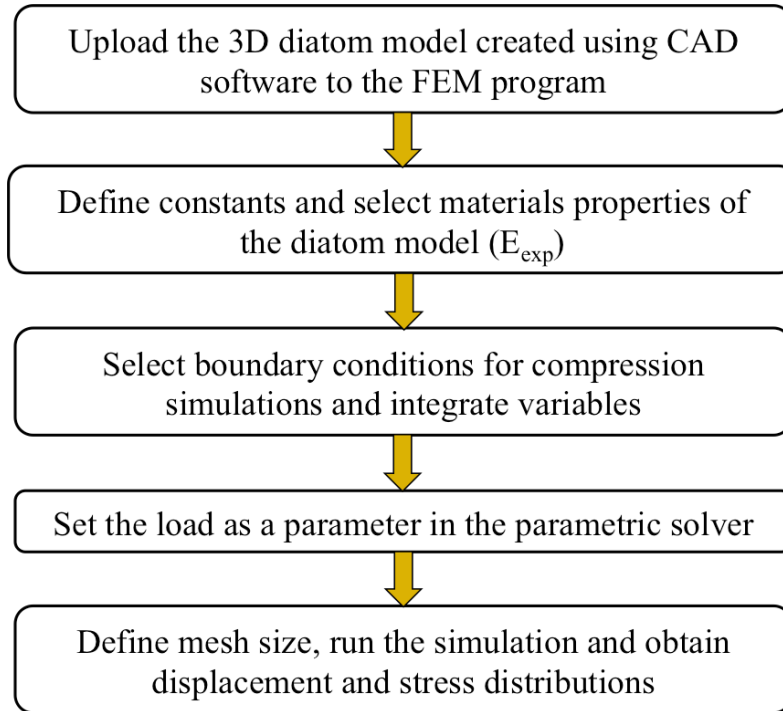 Upload the 3D diatom model created using CAD
software to the FEM program
Define constants and select materials properties of
the diatom model (Eexp)
Select boundary conditions for compression
simulations and integrate variables
Set the load as a parameter in the parametric solver
Define mesh size, run the simulation and obtain
displacement and stress distributions